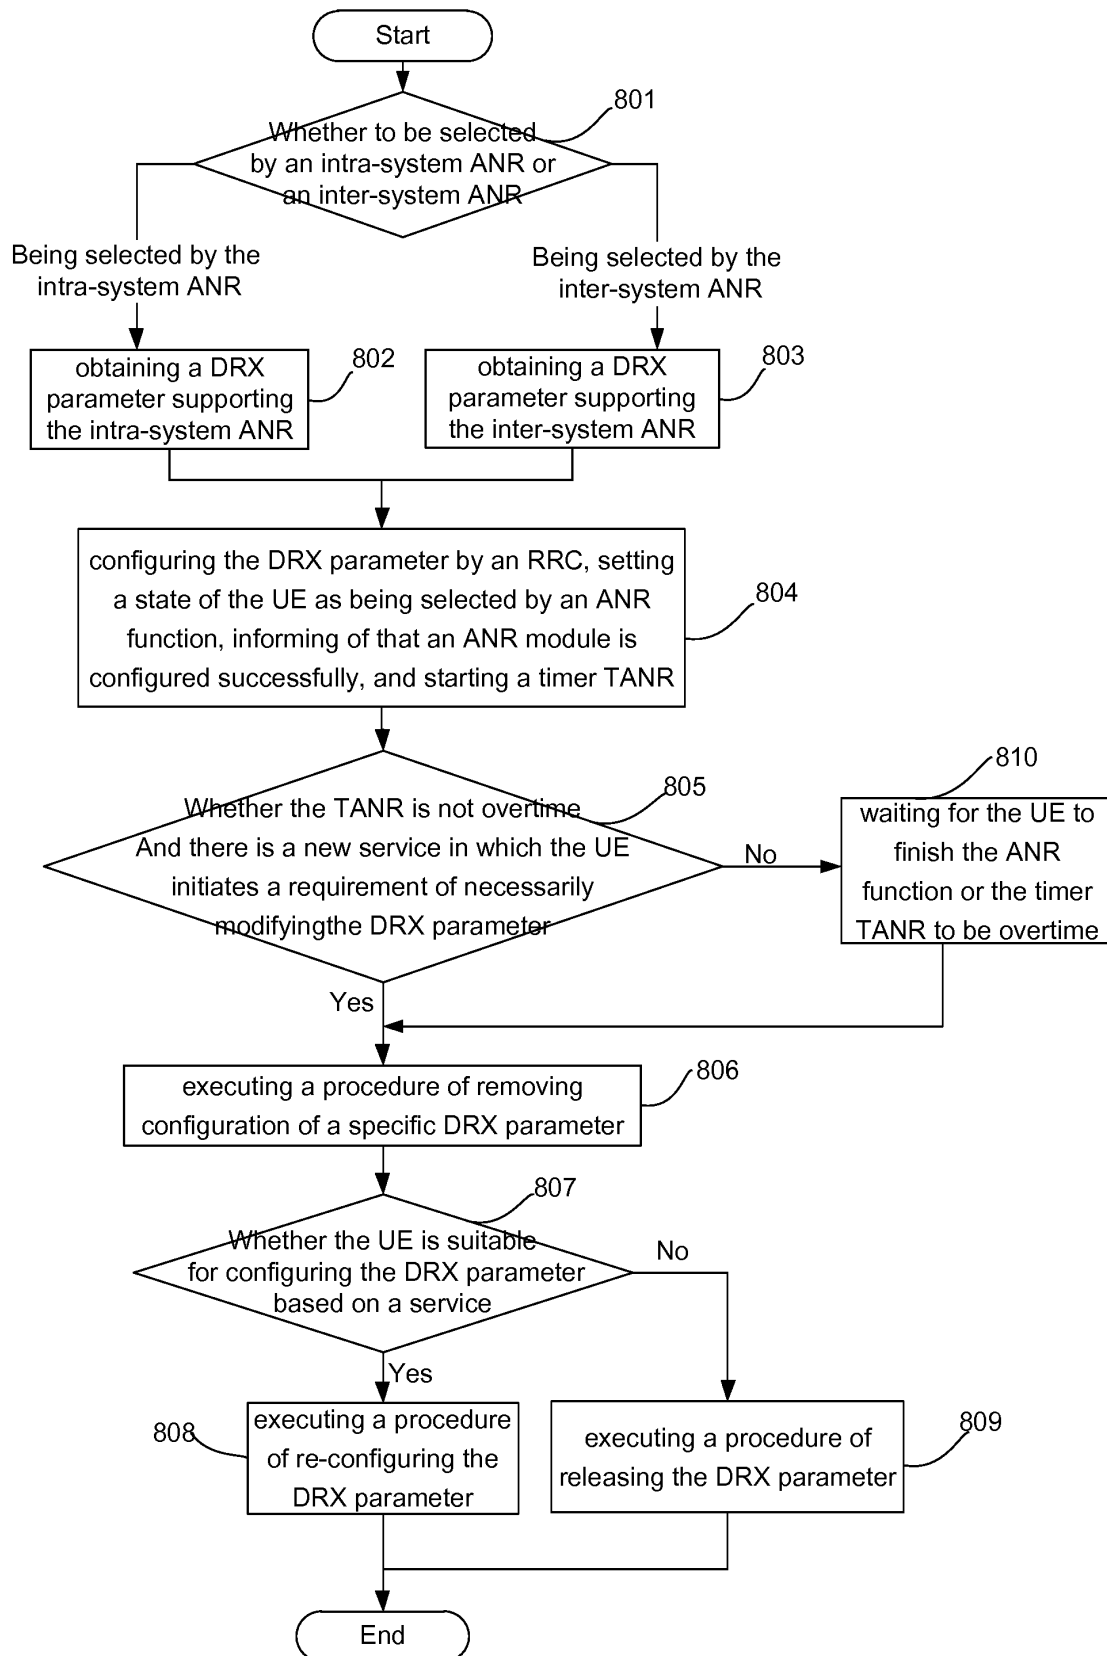 Start
801
Whether to be selected
by an intra-system ANR or
an inter-system ANR
Being selected by the
intra-system ANR
Being selected by the
inter-system ANR
obtaining a DRX
parameter supporting
the intra-system ANR
802
obtaining a DRX
parameter supporting
the inter-system ANR
803
configuring the DRX parameter by an RRC, setting
a state of the UE as being selected by an ANR
function, informing of that an ANR module is
configured successfully, and starting a timer TANR
804
Whether the TANR is not overtime
And there is a new service in which the UE
initiates a requirement of necessarily
modifyingthe DRX parameter
805
No
810
waiting for the UE to
finish the ANR
function or the timer
TANR to be overtime
Yes
executing a procedure of removing
configuration of a specific DRX parameter
806
807
Whether the UE is suitable
for configuring the DRX parameter
based on a service
No
Yes
808
executing a procedure
of re-configuring the
DRX parameter
executing a procedure of
releasing the DRX parameter
809
End